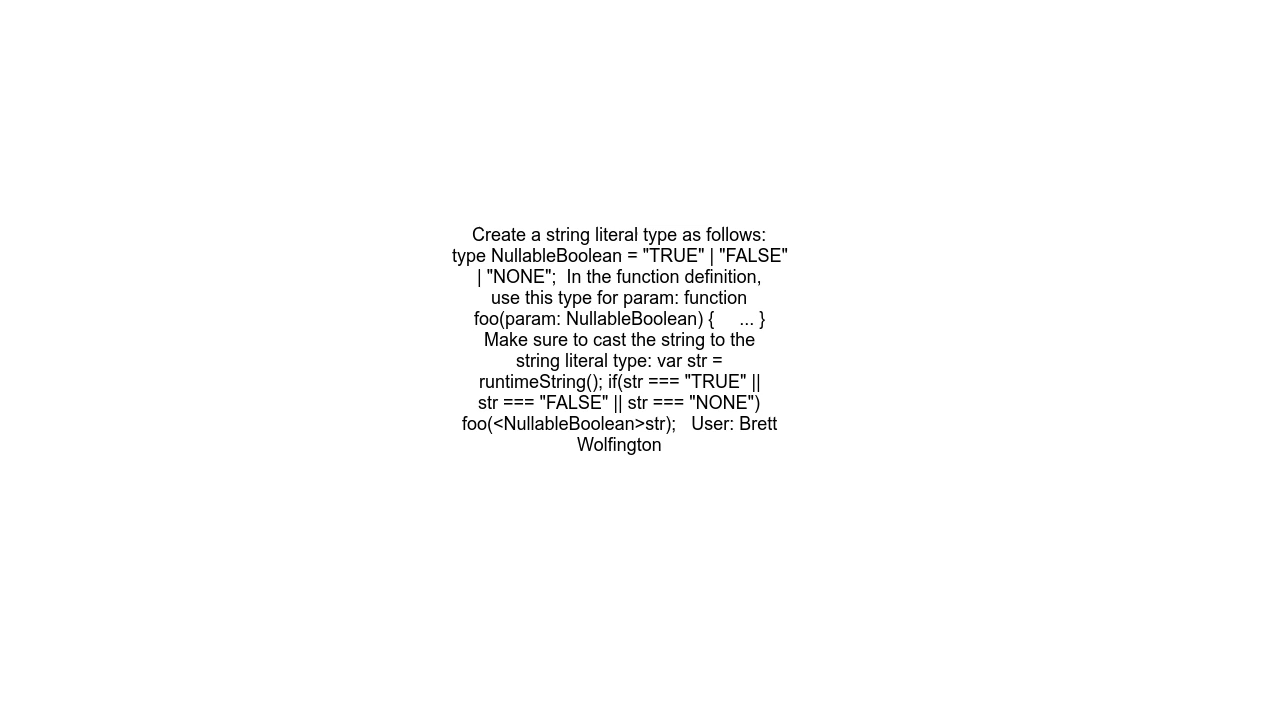 Create a string literal type as follows:
type NullableBoolean = "TRUE" | "FALSE"
| "NONE";  In the function definition,
use this type for param: function
foo(param: NullableBoolean) {     ... }
Make sure to cast the string to the
string literal type: var str =
runtimeString(); if(str === "TRUE" ||
str === "FALSE" || str === "NONE")
foo(<NullableBoolean>str);   User: Brett
Wolfington